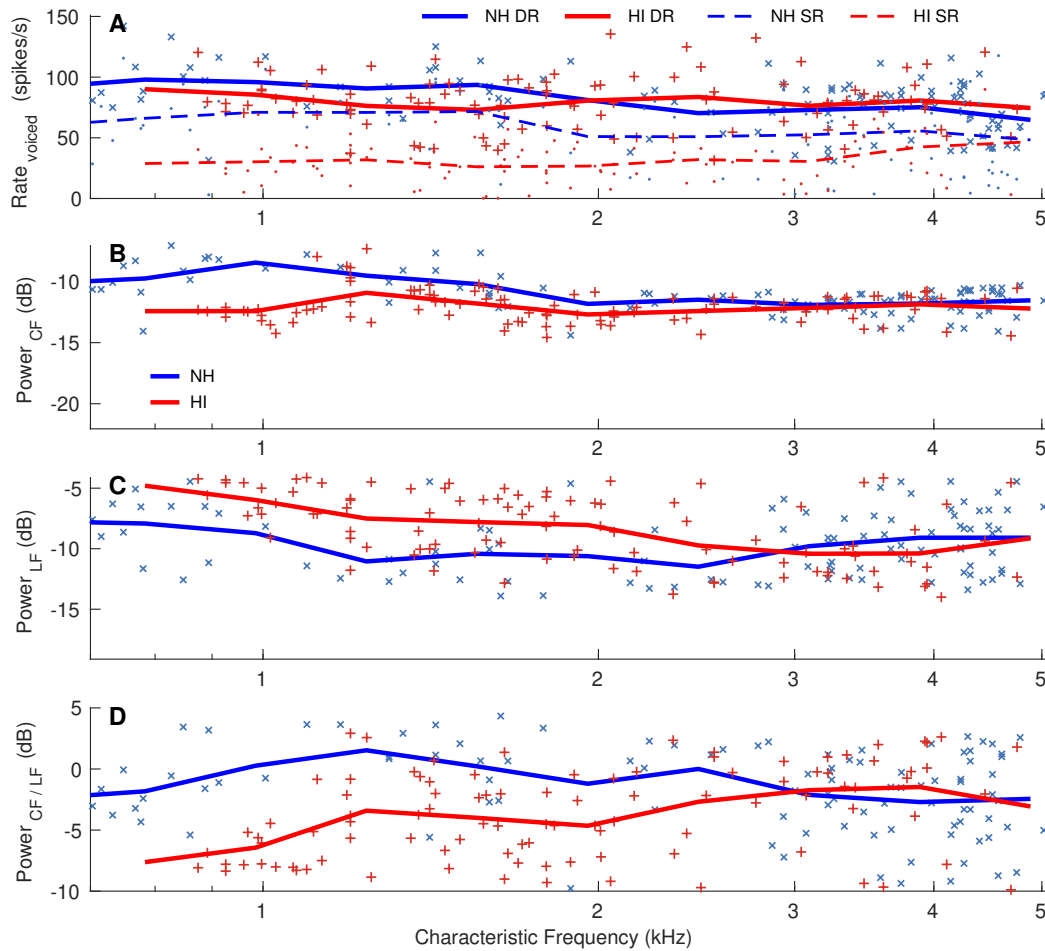 A
NH DR HI DR NH SR HI SR
Rate voiced (spikes/s)
150
100
50
0
1 2 3 4 5
B
Power CF (dB)
-10
-15
-20
NH
HI
1 2 3 4 5
C
Power LF (dB)
-5
-10
-15
1 2 3 4 5
D
Power CF / LF (dB)
5
0
-5
-10
1 2 3 4 5
Characteristic Frequency (kHz)